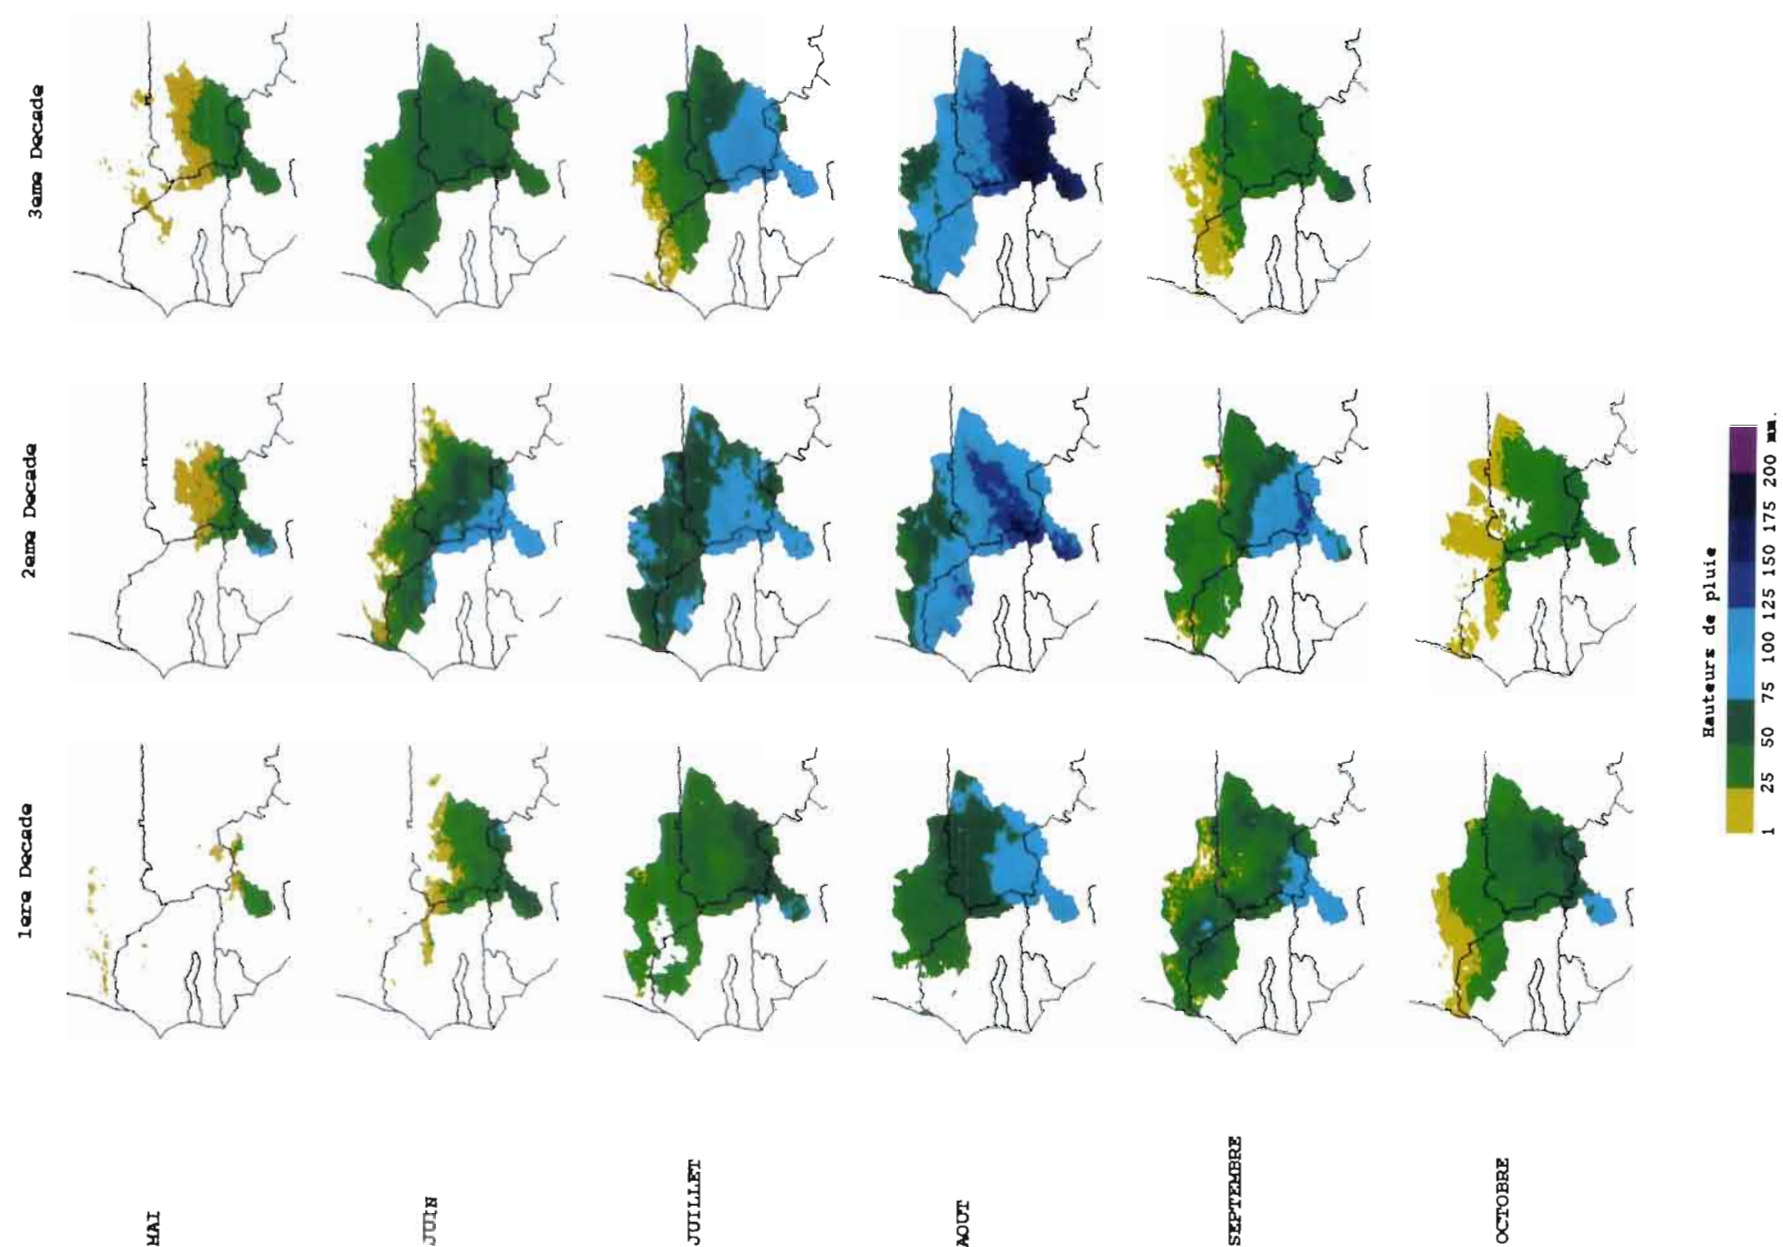 1ere Decade
2eme Decade
3eme Decade
MAI
JUIN
JUILLET
AOUT
SEPTEMBRE
OCTOBRE
Hauteurs de pluie
1 25 50 75 100 125 150 175 200 mm.